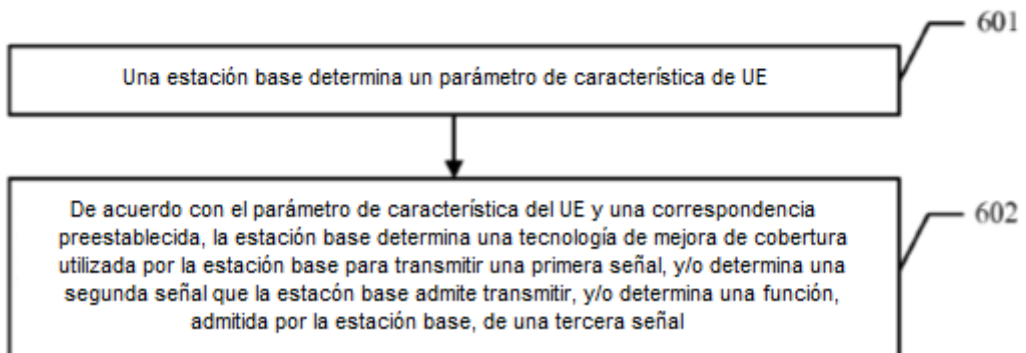 601
Una estación base determina un parámetro de característica de UE
602
De acuerdo con el parámetro de característica del UE y una correspondencia
preestablecida, la estación base determina una tecnología de mejora de cobertura
utilizada por la estación base para transmitir una primera señal, y/o determina una
segunda señal que la estacón base admite transmitir, y/o determina una función,
admitida por la estación base, de una tercera señal